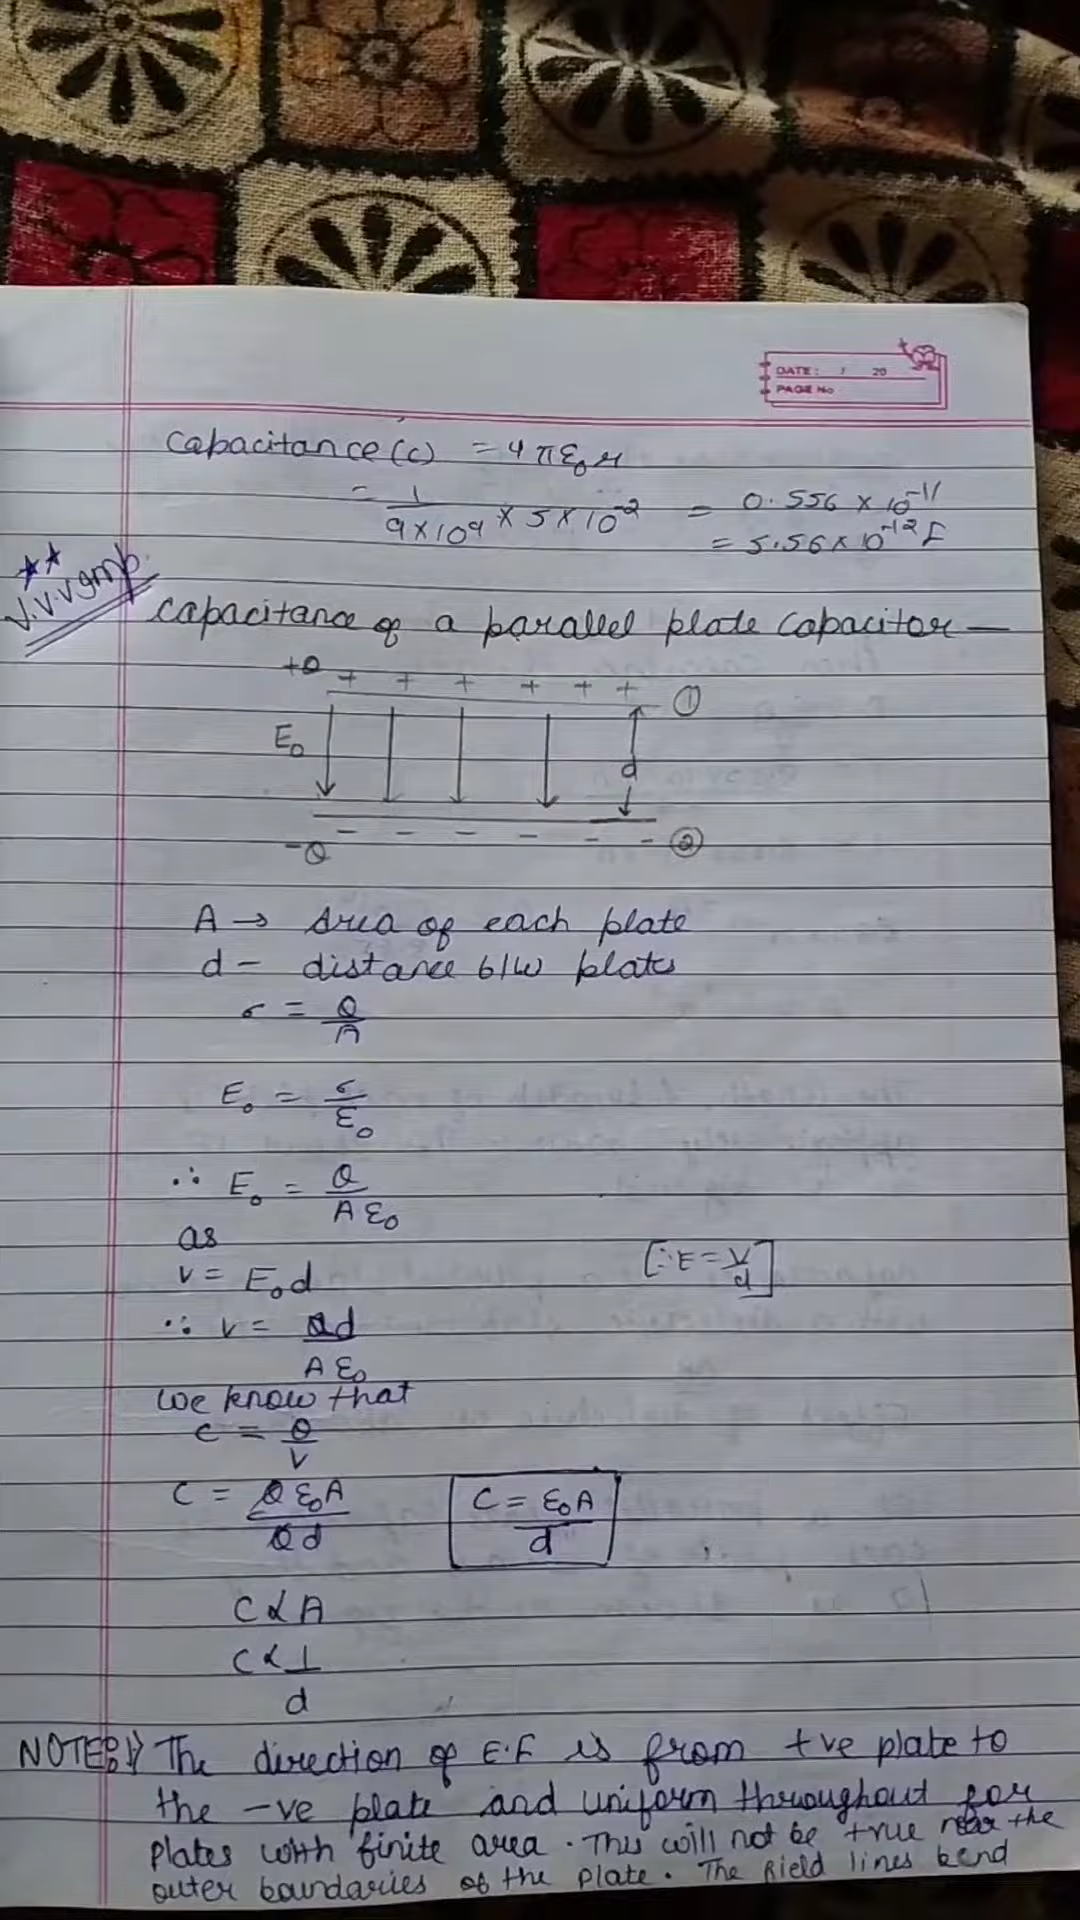 DATE: / 20
PAGE No
Capacitance (c) = 4πε₀r
= 1/9×10⁹ × 5×10⁻² = 0.556 × 10⁻¹¹
= 5.56×10⁻¹² F
V.V.V gmp.
Capacitance of a parallel plate capacitor —
+Q + + + + + + ①
E₀ d
- - - - - -
-Q ②
A → Area of each plate
d - distance b/w plates
σ = Q/A
E₀ = σ/ε₀
∴ E₀ = Q/Aε₀
as
V = E₀d [∵E = V/d]
∴ V = Qd/Aε₀
we know that
C = Q/V
C = Qε₀A/Qd C = ε₀A/d
C ∝ A
C ∝ 1/d
NOTE:1) The direction of E.F is from +ve plate to
the -ve plate and uniform throughout for
plates with finite area. This will not be true near the
outer boundaries of the plate. The field lines bend